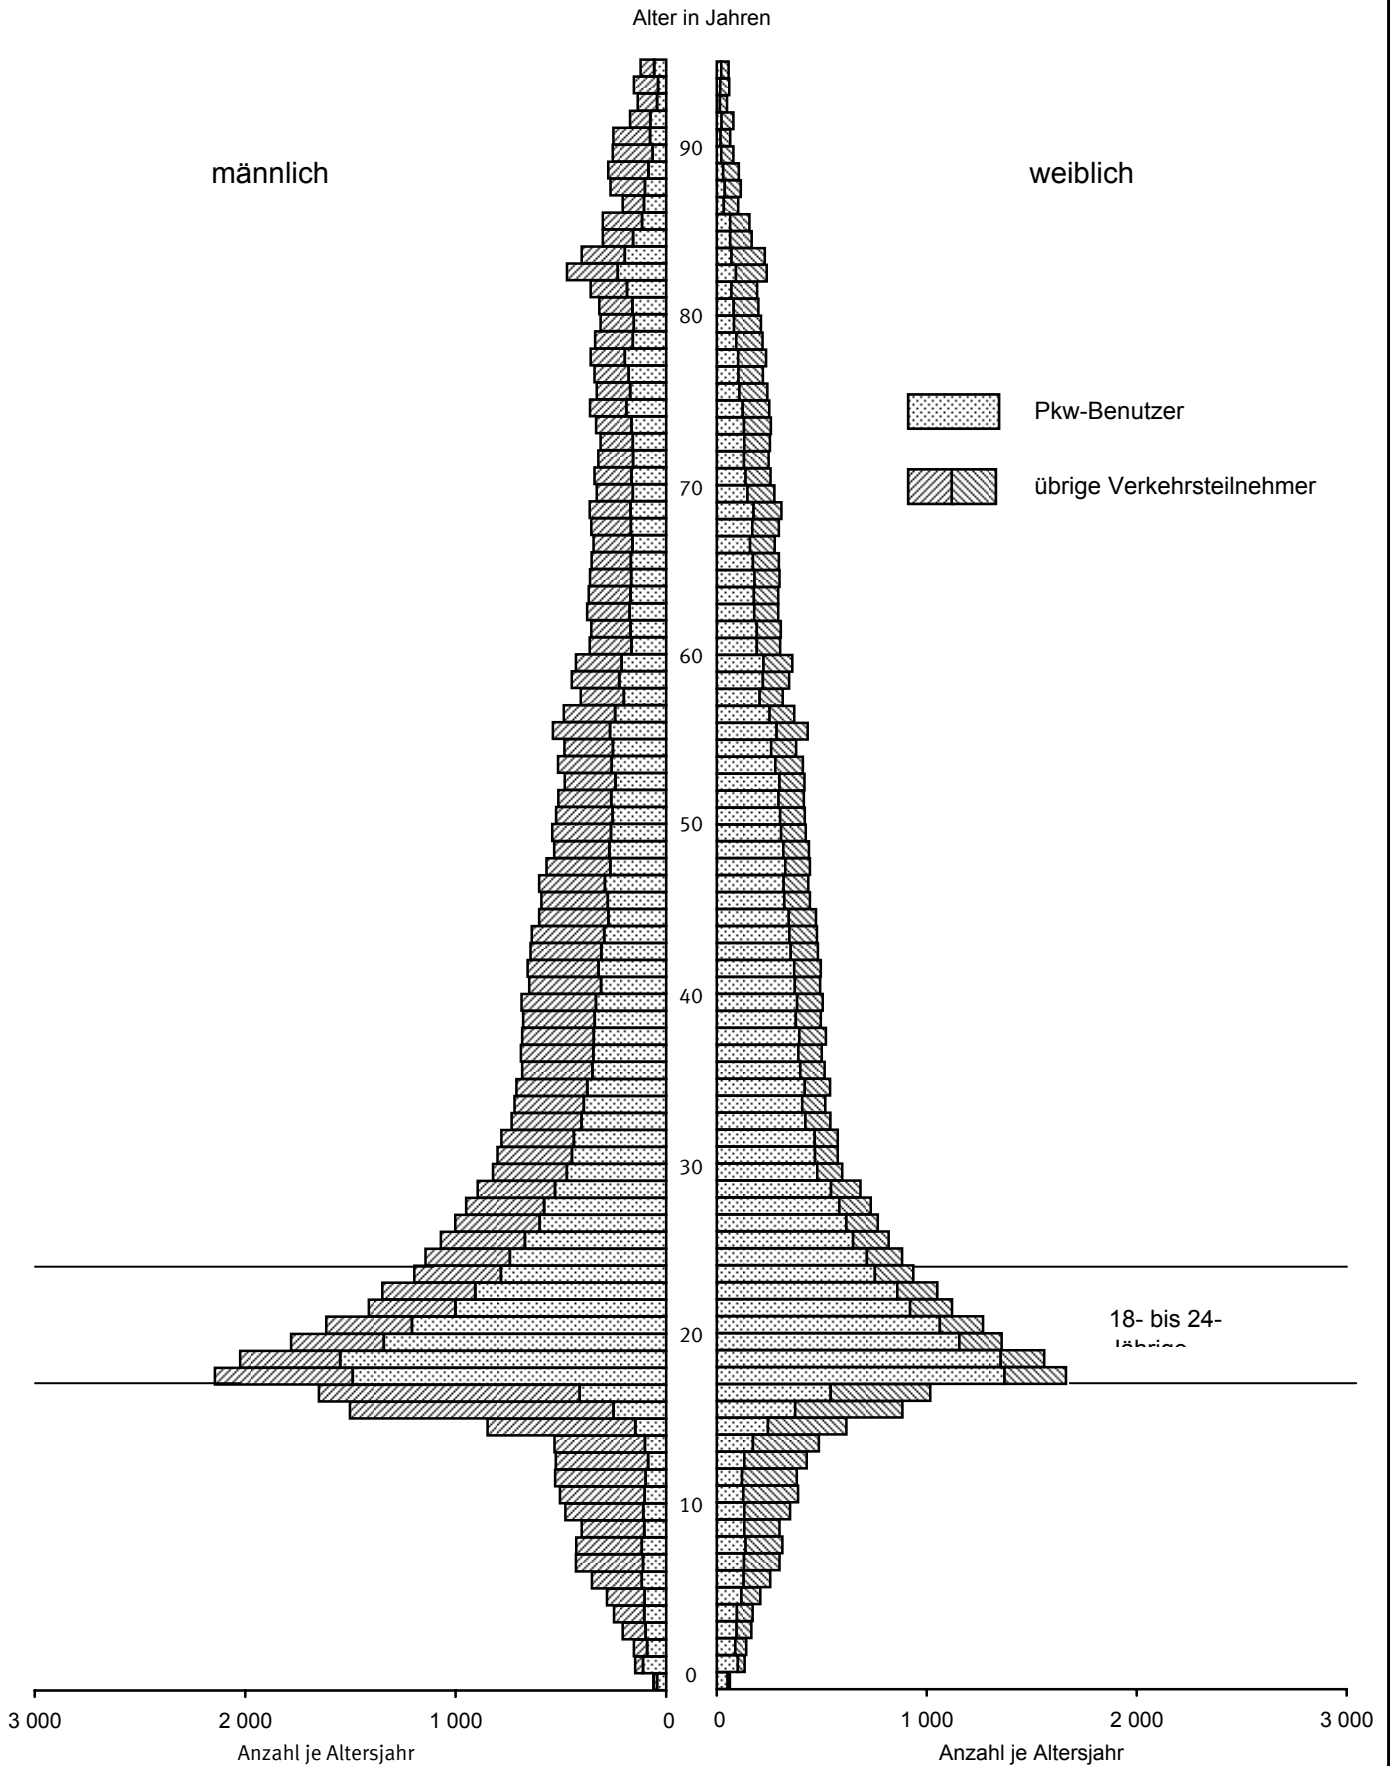 Alter in Jahren
männlich
weiblich
90
80
70
60
50
40
30
20
10
0
Pkw-Benutzer
übrige Verkehrsteilnehmer
18- bis 24-
3 000 2 000 1 000 0 0 1 000 2 000 3 000
Anzahl je Altersjahr Anzahl je Altersjahr